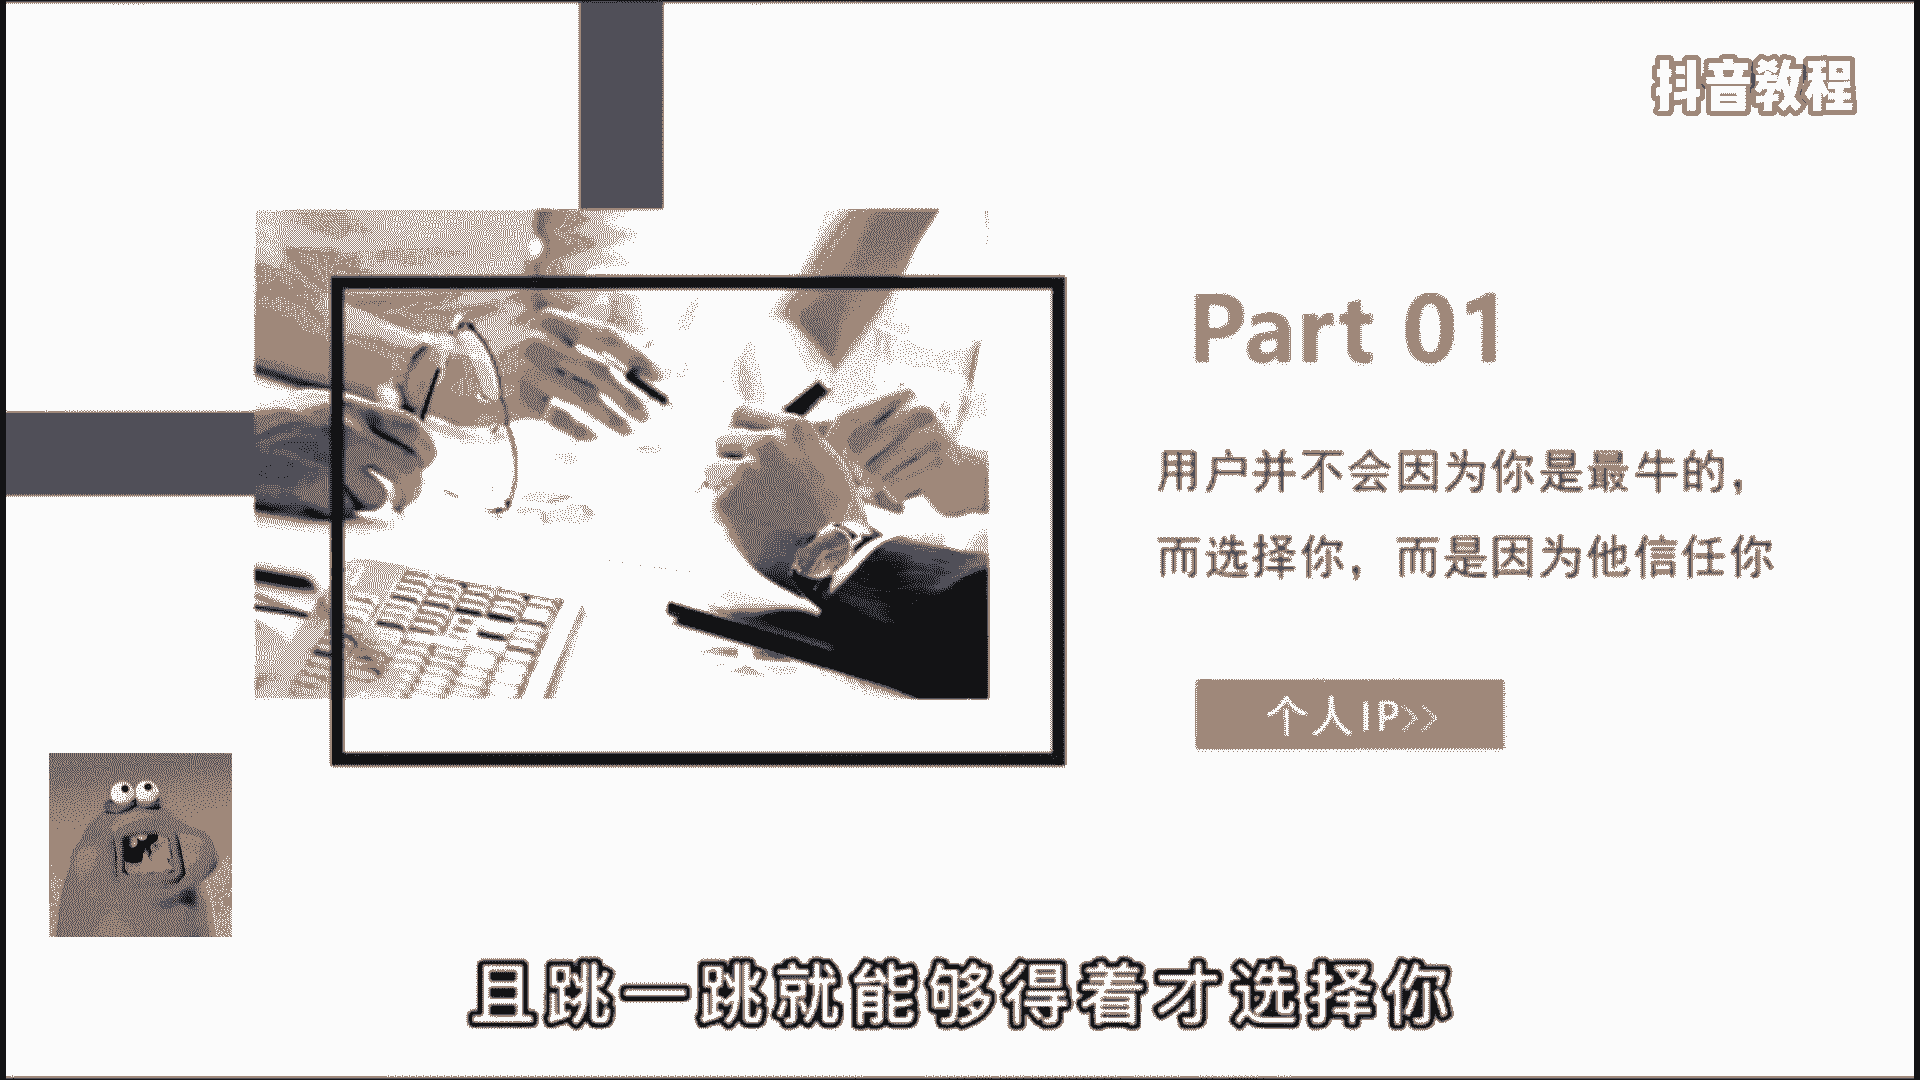 抖音教程
Part 01
用户并不会因为你是最牛的，
而选择你，而是因为他信任你
个人IP>>
且跳一跳就能够得着才选择你